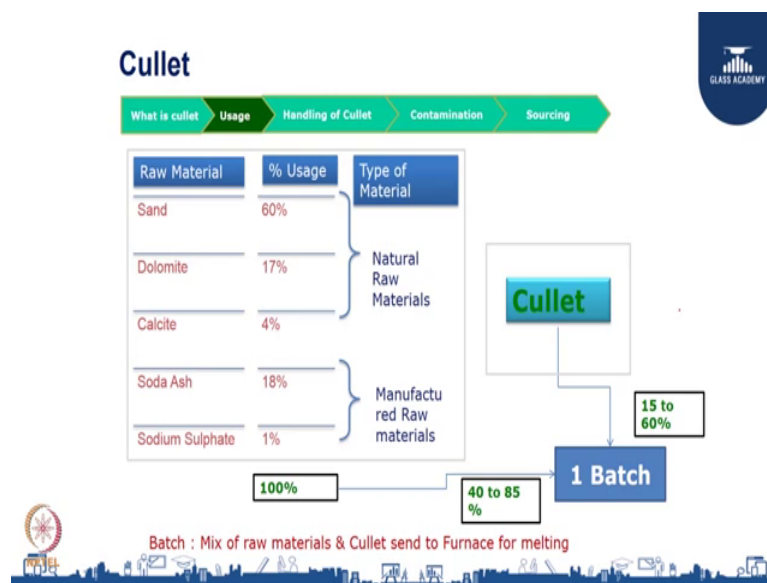 Cullet
GLASS ACADEMY
What is cullet
Usage
Handling of Cullet
Contamination
Sourcing
Raw Material
% Usage
Type of
Material
Sand
60%
Dolomite
17%
Natural
Raw
Materials
Calcite
4%
Soda Ash
18%
Manufactu
red Raw
materials
Sodium Sulphate
1%
Cullet
15 to
60%
1 Batch
100%
40 to 85
%
Batch : Mix of raw materials & Cullet send to Furnace for melting
NPTEL